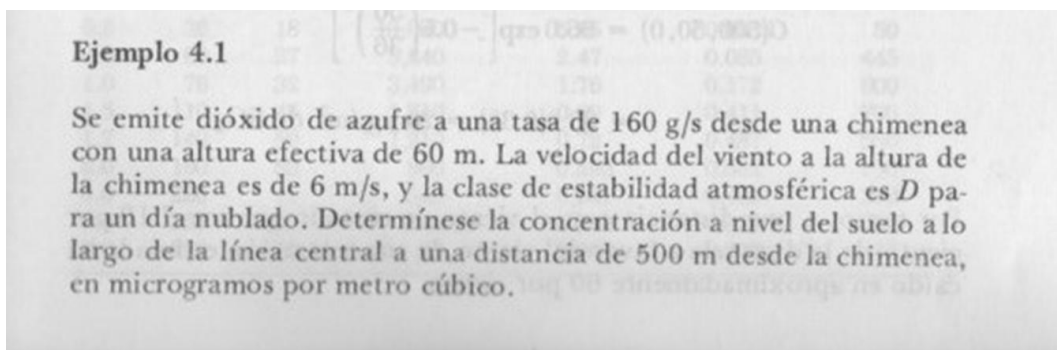 Ejemplo 4.1
Se emite dióxido de azufre a una tasa de 160 g/s desde una chimenea
con una altura efectiva de 60 m. La velocidad del viento a la altura de
la chimenea es de 6 m/s, y la clase de estabilidad atmosférica es D pa-
ra un día nublado. Determínese la concentración a nivel del suelo a lo
largo de la línea central a una distancia de 500 m desde la chimenea,
en microgramos por metro cúbico.